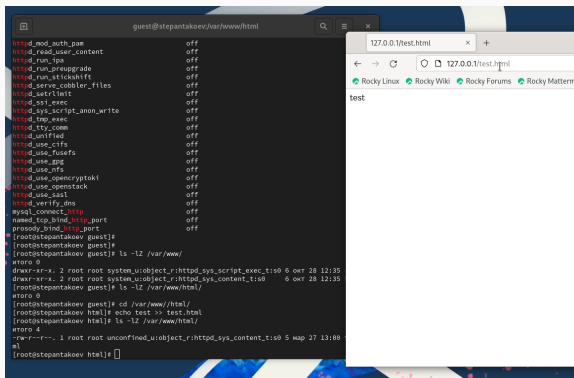 guest@stepantakoev:/var/www/html
httpd_mod_auth_pam off
httpd_read_user_content off
httpd_run_ipa off
httpd_run_preupgrade off
httpd_run_stickshift off
httpd_serve_cobbler_files off
httpd_setrlimit off
httpd_ssi_exec off
httpd_sys_script_anon_write off
httpd_tmp_exec off
httpd_tty_comm off
httpd_unified off
httpd_use_cifs off
httpd_use_fusefs off
httpd_use_gpg off
httpd_use_nfs off
httpd_use_opencryptoki off
httpd_use_openstack off
httpd_use_sasl off
httpd_verify_dns off
mysql_connect_http off
named_tcp_bind_http_port off
prosody_bind_http_port off
[root@stepantakoev guest]#
[root@stepantakoev guest]#
[root@stepantakoev guest]# ls -lZ /var/www/
итого 0
drwxr-xr-x. 2 root root system_u:object_r:httpd_sys_script_exec_t:s0 6 окт 28 12:35
drwxr-xr-x. 2 root root system_u:object_r:httpd_sys_content_t:s0 6 окт 28 12:35
[root@stepantakoev guest]# ls -lZ /var/www/html/
итого 0
[root@stepantakoev guest]# cd /var/www//html/
[root@stepantakoev html]# echo test >> test.html
[root@stepantakoev html]# ls -lZ /var/www/html/
итого 4
-rw-r--r--. 1 root root unconfined_u:object_r:httpd_sys_content_t:s0 5 мар 27 13:00
ml
[root@stepantakoev html]#
127.0.0.1/test.html
127.0.0.1/test.html
Rocky Linux Rocky Wiki Rocky Forums Rocky Matterm
test